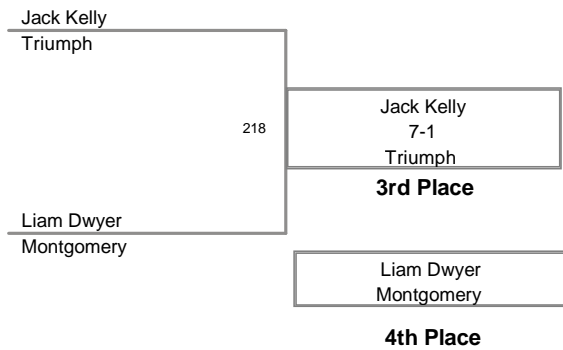 Jack Kelly
Triumph
218
Jack Kelly
7-1
Triumph
3rd Place
Liam Dwyer
Montgomery
Liam Dwyer
Montgomery
4th Place